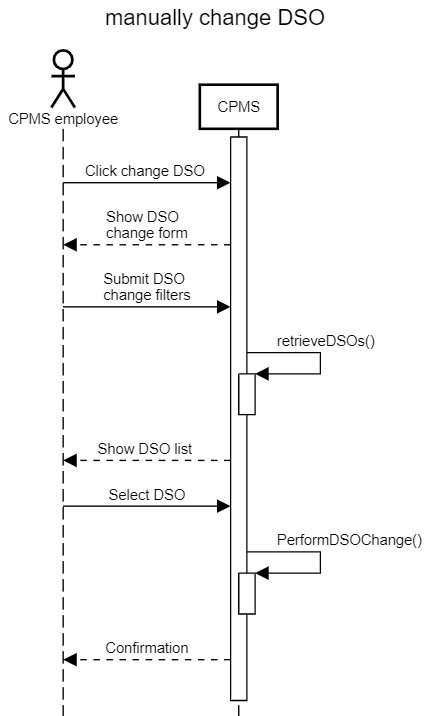 manually change DSO
CPMS employee
CPMS
Click change DSO
Show DSO
change form
Submit DSO
change filters
retrieveDSOs()
Show DSO list
Select DSO
PerformDSOChange()
Confirmation